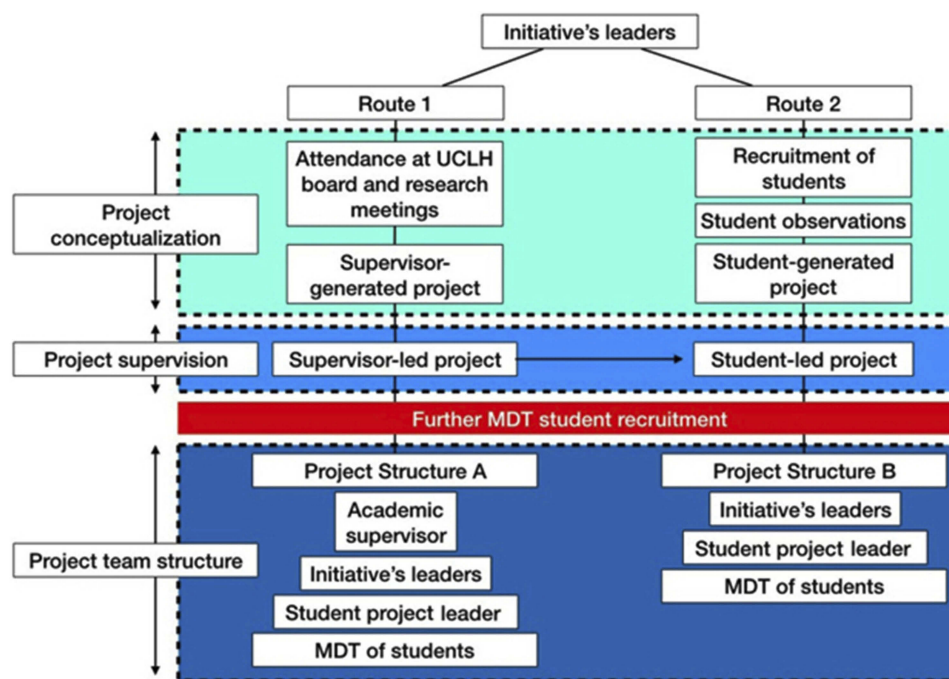 Initiative's leaders
Route 1
Route 2
Attendance at UCLH
board and research
meetings
Recruitment of
students
Project
conceptualization
Student observations
Supervisor-
generated project
Student-generated
project
Project supervision
Supervisor-led project
Student-led project
Further MDT student recruitment
Project Structure A
Project Structure B
Academic
supervisor
Initiative's leaders
Student project leader
MDT of students
Project team structure
Initiative's leaders
Student project leader
MDT of students